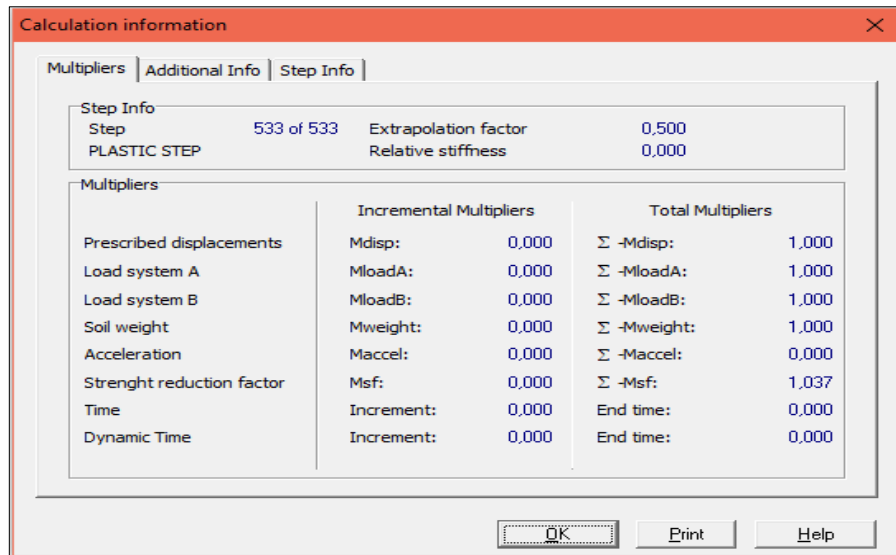 Calculation information
Multipliers Additional Info Step Info
Step Info
Step 533 of 533 Extrapolation factor 0,500
PLASTIC STEP Relative stiffness 0,000
Multipliers
Incremental Multipliers Total Multipliers
Prescribed displacements Mdisp: 0,000 Σ -Mdisp: 1,000
Load system A MloadA: 0,000 Σ -MloadA: 1,000
Load system B MloadB: 0,000 Σ -MloadB: 1,000
Soil weight Mweight: 0,000 Σ -Mweight: 1,000
Acceleration Maccel: 0,000 Σ -Maccel: 0,000
Strenght reduction factor Msf: 0,000 Σ -Msf: 1,037
Time Increment: 0,000 End time: 0,000
Dynamic Time Increment: 0,000 End time: 0,000
OK Print Help